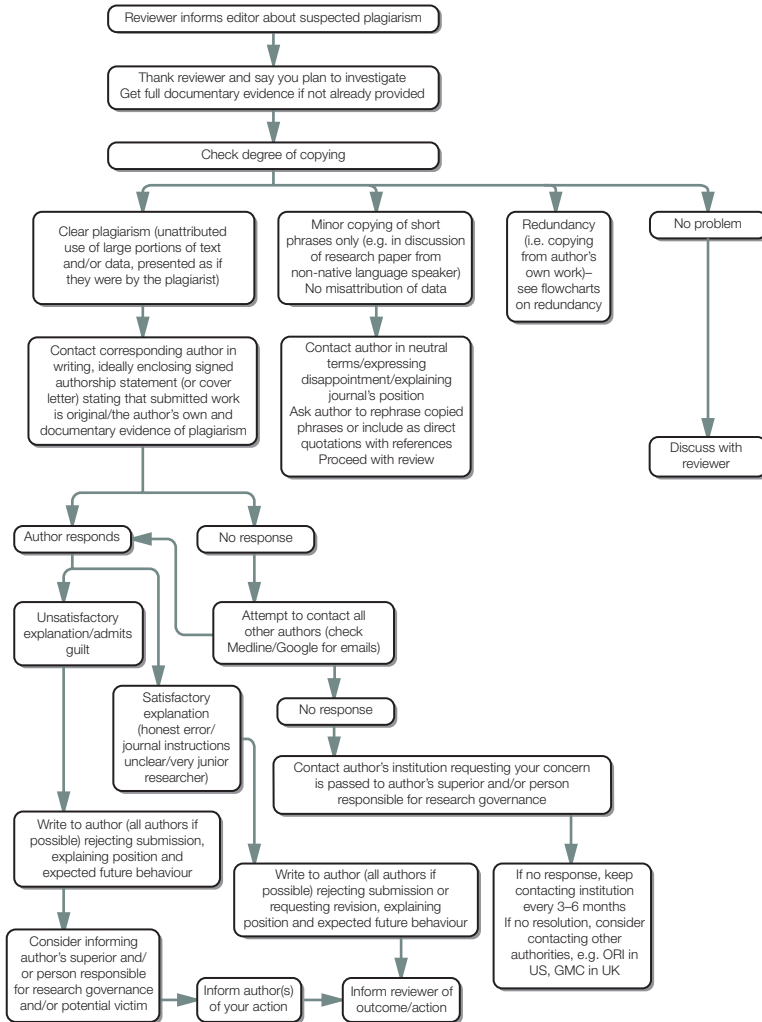 Reviewer informs editor about suspected plagiarism
Thank reviewer and say you plan to investigate
Get full documentary evidence if not already provided
Check degree of copying
Clear plagiarism (unattributed
use of large portions of text
and/or data, presented as if
they were by the plagiarist)
Minor copying of short
phrases only (e.g. in discussion
of research paper from
non-native language speaker)
No misattribution of data
Redundancy
(i.e. copying
from author's
own work)–
see flowcharts
on redundancy
No problem
Contact corresponding author in
writing, ideally enclosing signed
authorship statement (or cover
letter) stating that submitted work
is original/the author's own and
documentary evidence of plagiarism
Contact author in neutral
terms/expressing
disappointment/explaining
journal's position
Ask author to rephrase copied
phrases or include as direct
quotations with references
Proceed with review
Discuss with
reviewer
Author responds
No response
Unsatisfactory
explanation/admits
guilt
Attempt to contact all
other authors (check
Medline/Google for emails)
Satisfactory
explanation
(honest error/
journal instructions
unclear/very junior
researcher)
No response
Contact author's institution requesting your concern
is passed to author's superior and/or person
responsible for research governance
Write to author (all authors if
possible) rejecting submission,
explaining position and
expected future behaviour
Write to author (all authors if
possible) rejecting submission or
requesting revision, explaining
position and expected future behaviour
If no response, keep
contacting institution
every 3–6 months
If no resolution, consider
contacting other
authorities, e.g. ORI in
US, GMC in UK
Consider informing
author's superior and/
or person responsible
for research governance
and/or potential victim
Inform author(s)
of your action
Inform reviewer of
outcome/action